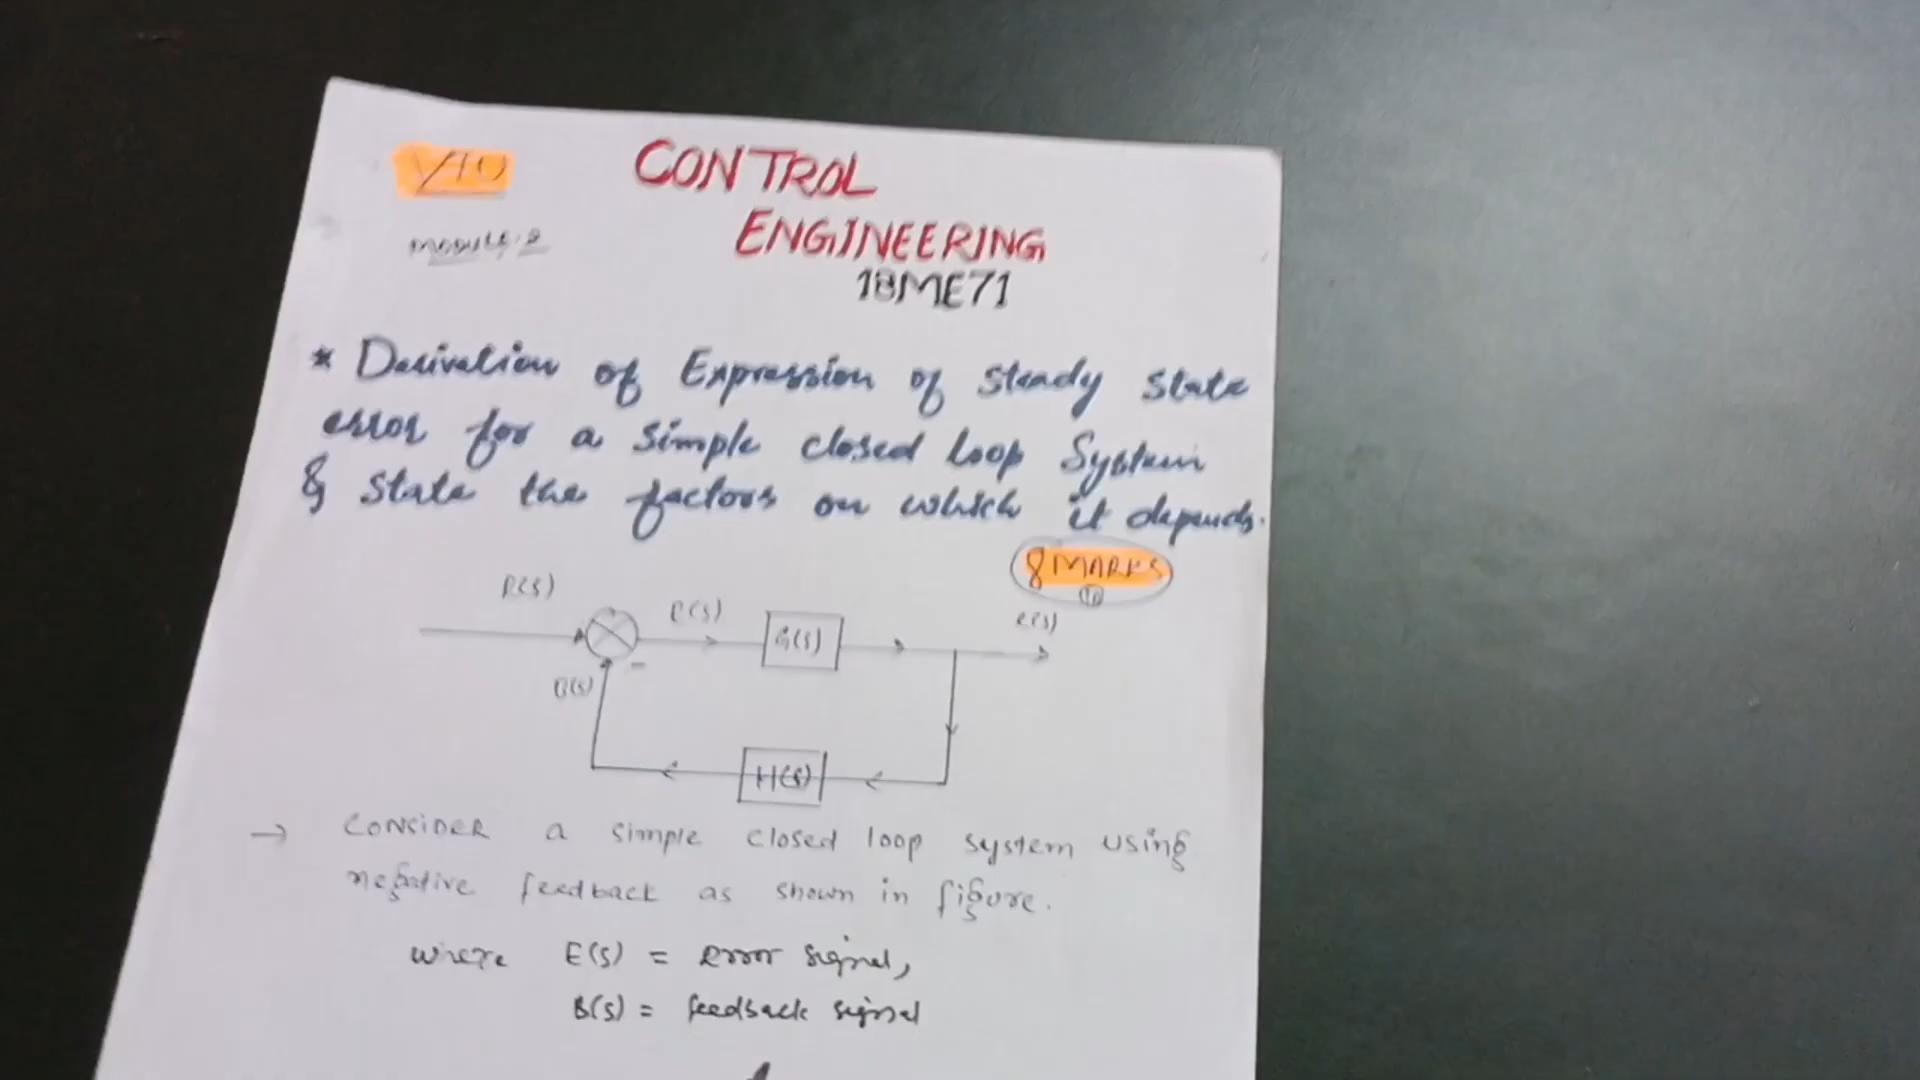 VTU
CONTROL
MODULE:2
ENGINEERING
18ME71
* Derivation of Expression of Steady State
error for a simple closed loop System
& State the factors on which it depends.
8 MARKS
10
R(s)
E(s)
G(s)
C(s)
B(s)
-
H(s)
→ CONSIDER a simple closed loop system using
negative feedback as shown in figure.
where E(s) = error signal,
B(s) = feedback signal